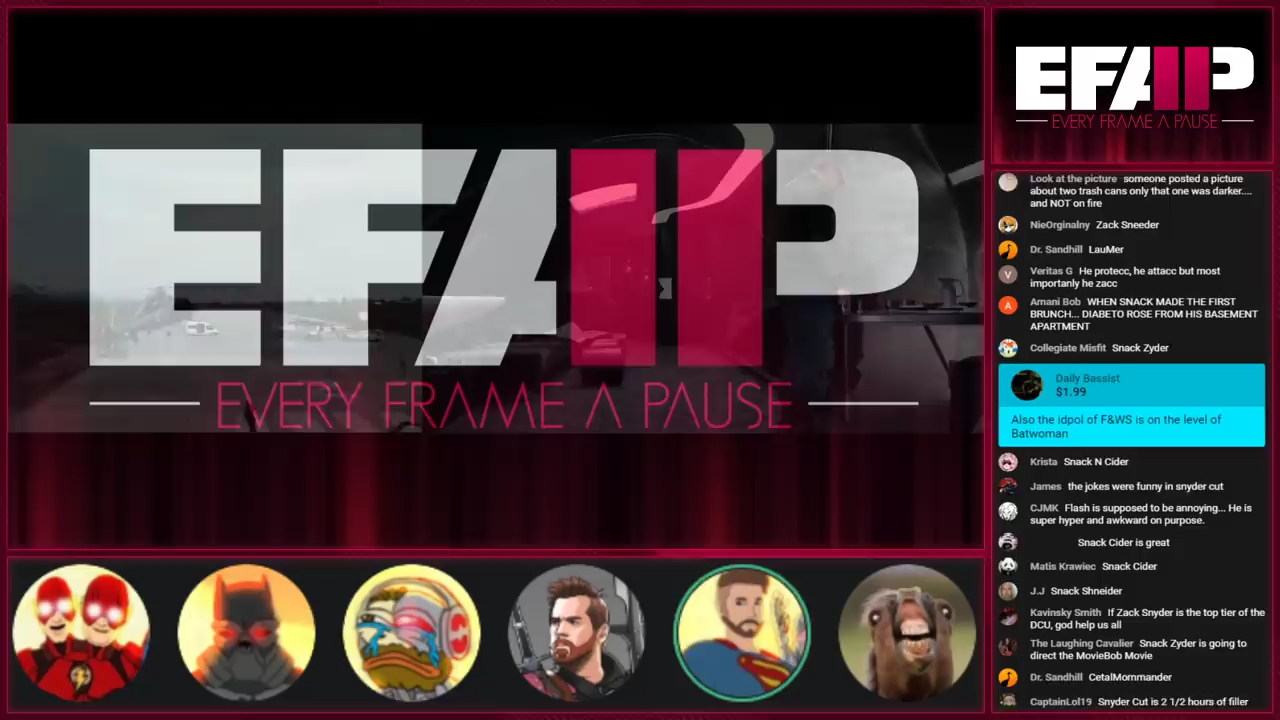 EFAP
EVERY FRAME A PAUSE
EFAP
EVERY FRAME A PAUSE
Look at the picture someone posted a picture
about two trash cans only that one was darker....
and NOT on fire
NieOrginalny Zack Sneeder
Dr. Sandhill LauMer
V
Veritas G He protecc, he attacc but most
importanly he zacc
A
Amani Bob WHEN SNACK MADE THE FIRST
BRUNCH... DIABETO ROSE FROM HIS BASEMENT
APARTMENT
Collegiate Misfit Snack Zyder
Daily Bassist
$1.99
Also the idpol of F&WS is on the level of
Batwoman
Krista Snack N Cider
James the jokes were funny in snyder cut
CJMK Flash is supposed to be annoying... He is
super hyper and awkward on purpose.
Snack Cider is great
Matis Krawiec Snack Cider
J.J Snack Shneider
Kavinsky Smith If Zack Snyder is the top tier of the
DCU, god help us all
The Laughing Cavalier Snack Zyder is going to
direct the MovieBob Movie
Dr. Sandhill CetalMommander
CaptainLol19 Snyder Cut is 2 1/2 hours of filler